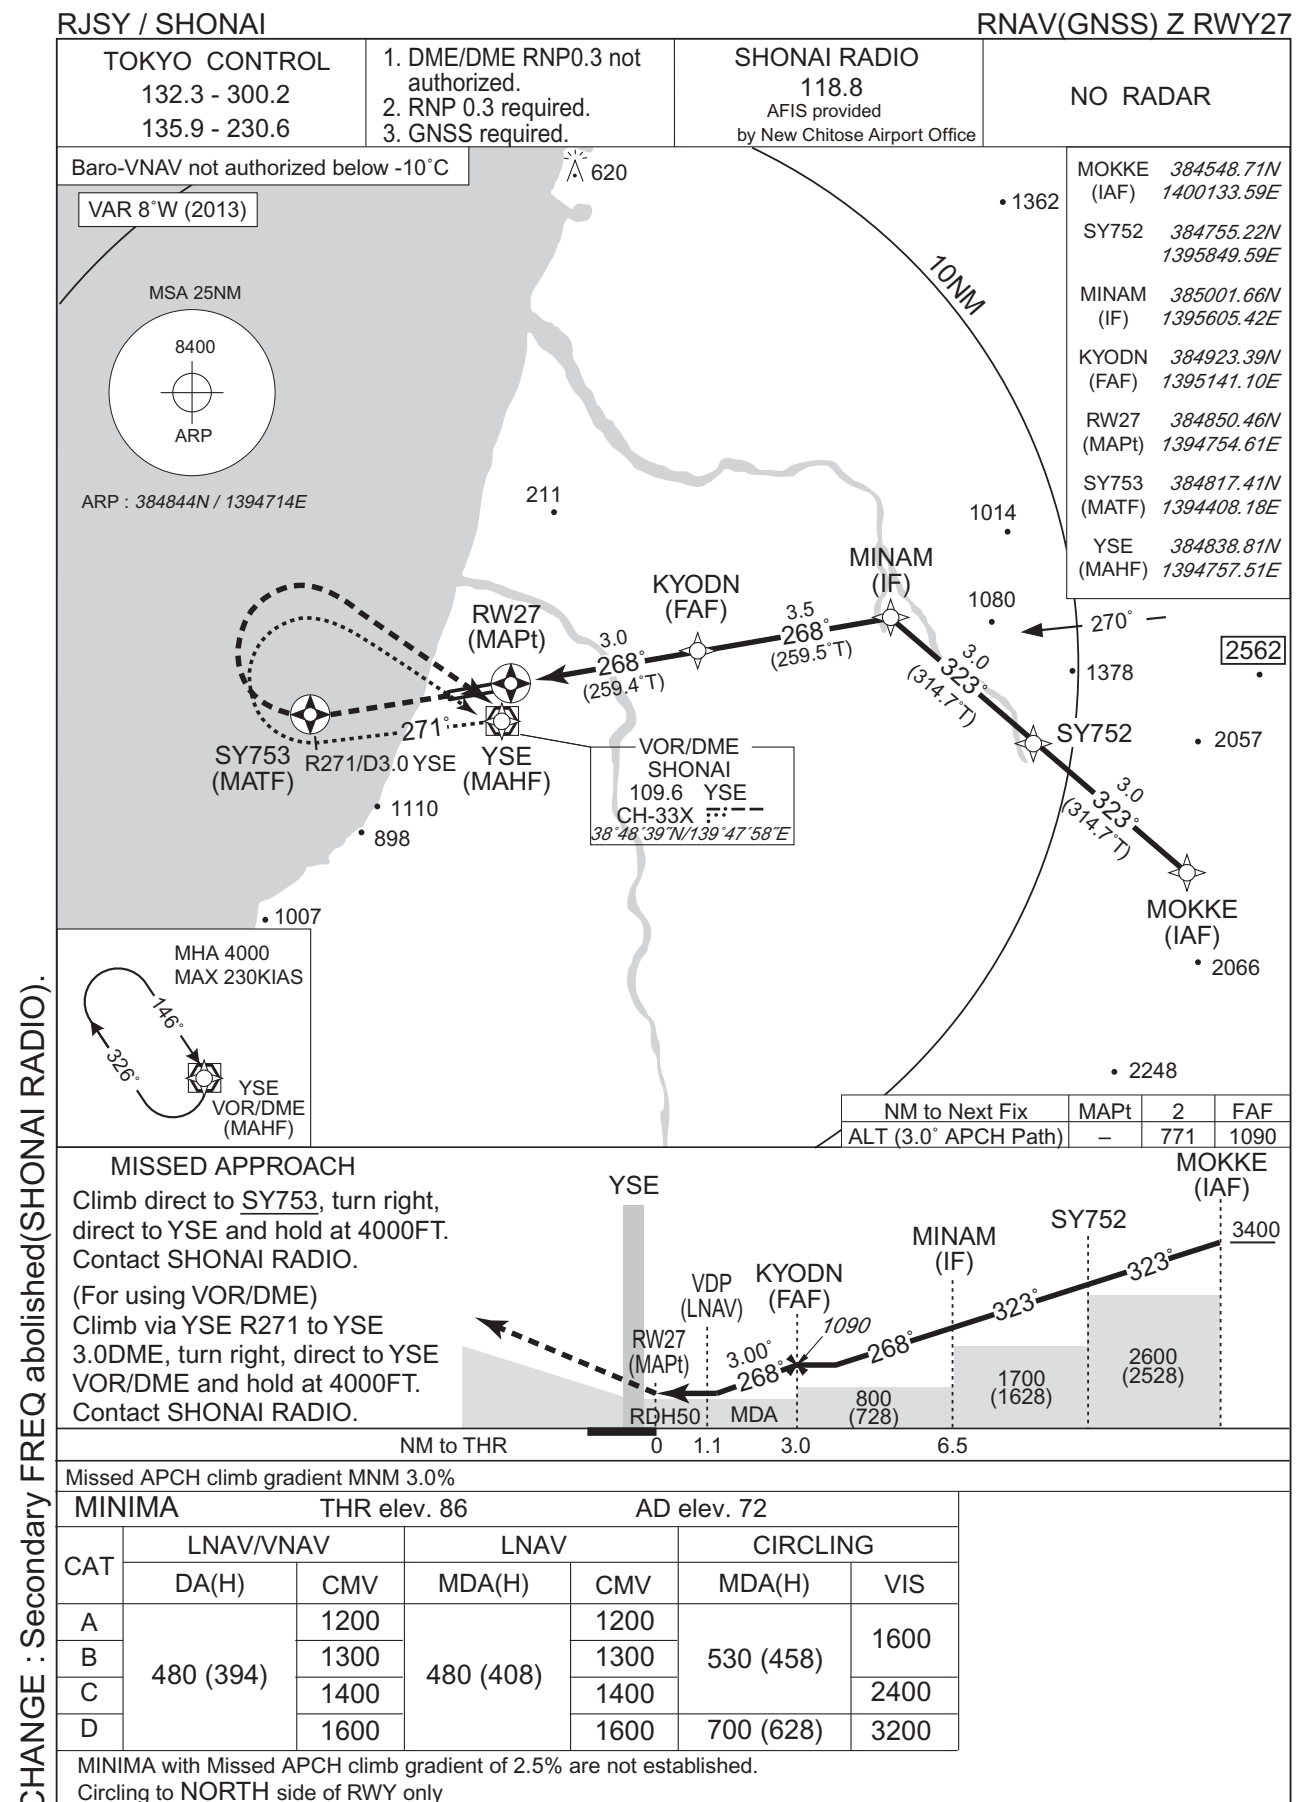 RJSY / SHONAI
RNAV(GNSS) Z RWY27
TOKYO CONTROL
132.3 - 300.2
135.9 - 230.6
1. DME/DME RNP0.3 not
authorized.
2. RNP 0.3 required.
3. GNSS required.
SHONAI RADIO
118.8
AFIS provided
by New Chitose Airport Office
NO RADAR
Baro-VNAV not authorized below -10˚C
VAR 8˚W (2013)
MSA 25NM
8400
ARP
ARP : 384844N / 1394714E
620
1362
10NM
MOKKE 384548.71N
(IAF) 1400133.59E
SY752 384755.22N
1395849.59E
MINAM 385001.66N
(IF) 1395605.42E
KYODN 384923.39N
(FAF) 1395141.10E
RW27 384850.46N
(MAPt) 1394754.61E
SY753 384817.41N
(MATF) 1394408.18E
YSE 384838.81N
(MAHF) 1394757.51E
211
1014
MINAM
(IF)
KYODN
(FAF)
1080
270˚
RW27
(MAPt)
3.5
268˚
(259.5˚T)
3.0
268˚
(259.4˚T)
2562
1378
3.0
323˚
(314.7˚T)
SY752
2057
271˚
SY753
(MATF)
R271/D3.0 YSE
YSE
(MAHF)
VOR/DME
SHONAI
109.6 YSE
CH-33X
38˚48´39˝N/139˚47´58˝E
1110
898
3.0
323˚
(314.7˚T)
MOKKE
(IAF)
1007
2066
MHA 4000
MAX 230KIAS
146˚
326˚
YSE
VOR/DME
(MAHF)
2248
NM to Next Fix MAPt 2 FAF
ALT (3.0˚ APCH Path) – 771 1090
MISSED APPROACH
Climb direct to SY753, turn right,
direct to YSE and hold at 4000FT.
Contact SHONAI RADIO.
(For using VOR/DME)
Climb via YSE R271 to YSE
3.0DME, turn right, direct to YSE
VOR/DME and hold at 4000FT.
Contact SHONAI RADIO.
YSE
MOKKE
(IAF)
SY752
3400
MINAM
(IF)
KYODN
(FAF)
VDP
(LNAV)
RW27
(MAPt)
1090
323˚
323˚
268˚
3.00˚
268˚
2600
(2528)
1700
(1628)
800
(728)
RDH50
MDA
NM to THR 0 1.1 3.0 6.5
Missed APCH climb gradient MNM 3.0%
MINIMA THR elev. 86 AD elev. 72
CAT LNAV/VNAV LNAV CIRCLING
DA(H) CMV MDA(H) CMV MDA(H) VIS
A 480 (394) 1200 480 (408) 1200 530 (458) 1600
B 1300 1300
C 1400 1400 2400
D 1600 1600 700 (628) 3200
MINIMA with Missed APCH climb gradient of 2.5% are not established.
Circling to NORTH side of RWY only
CHANGE : Secondary FREQ abolished(SHONAI RADIO).